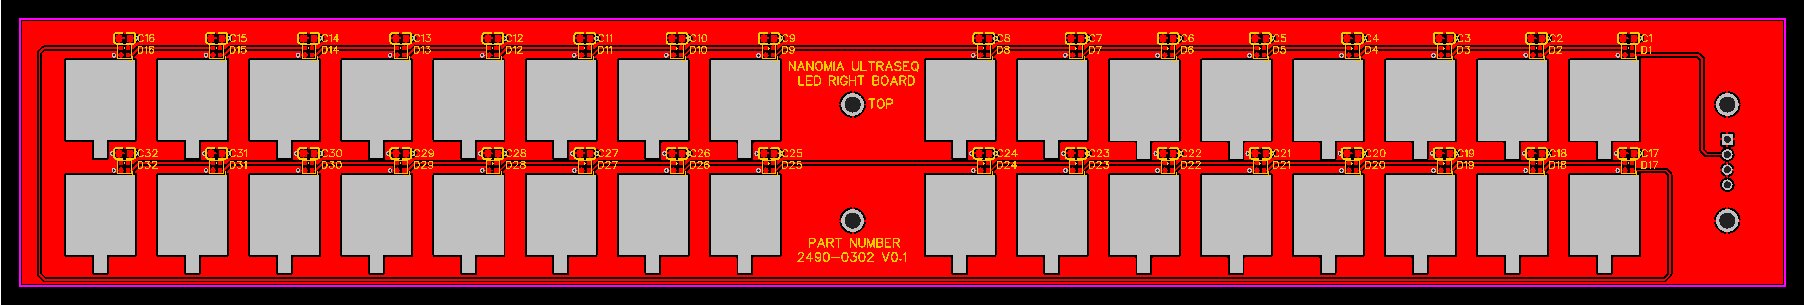 C16 C15 C14 C13 C12 C11 C10 C9 C8 C7 C6 C5 C4 C3 C2 C1
D16 D15 D14 D13 D12 D11 D10 D9 D8 D7 D6 D5 D4 D3 D2 D1
NANOMIA ULTRASEQ
LED RIGHT BOARD
TOP
C32 C31 C30 C29 C28 C27 C26 C25 C24 C23 C22 C21 C20 C19 C18 C17
D32 D31 D30 D29 D28 D27 D26 D25 D24 D23 D22 D21 D20 D19 D18 D17
PART NUMBER
2490-0302 V0.1